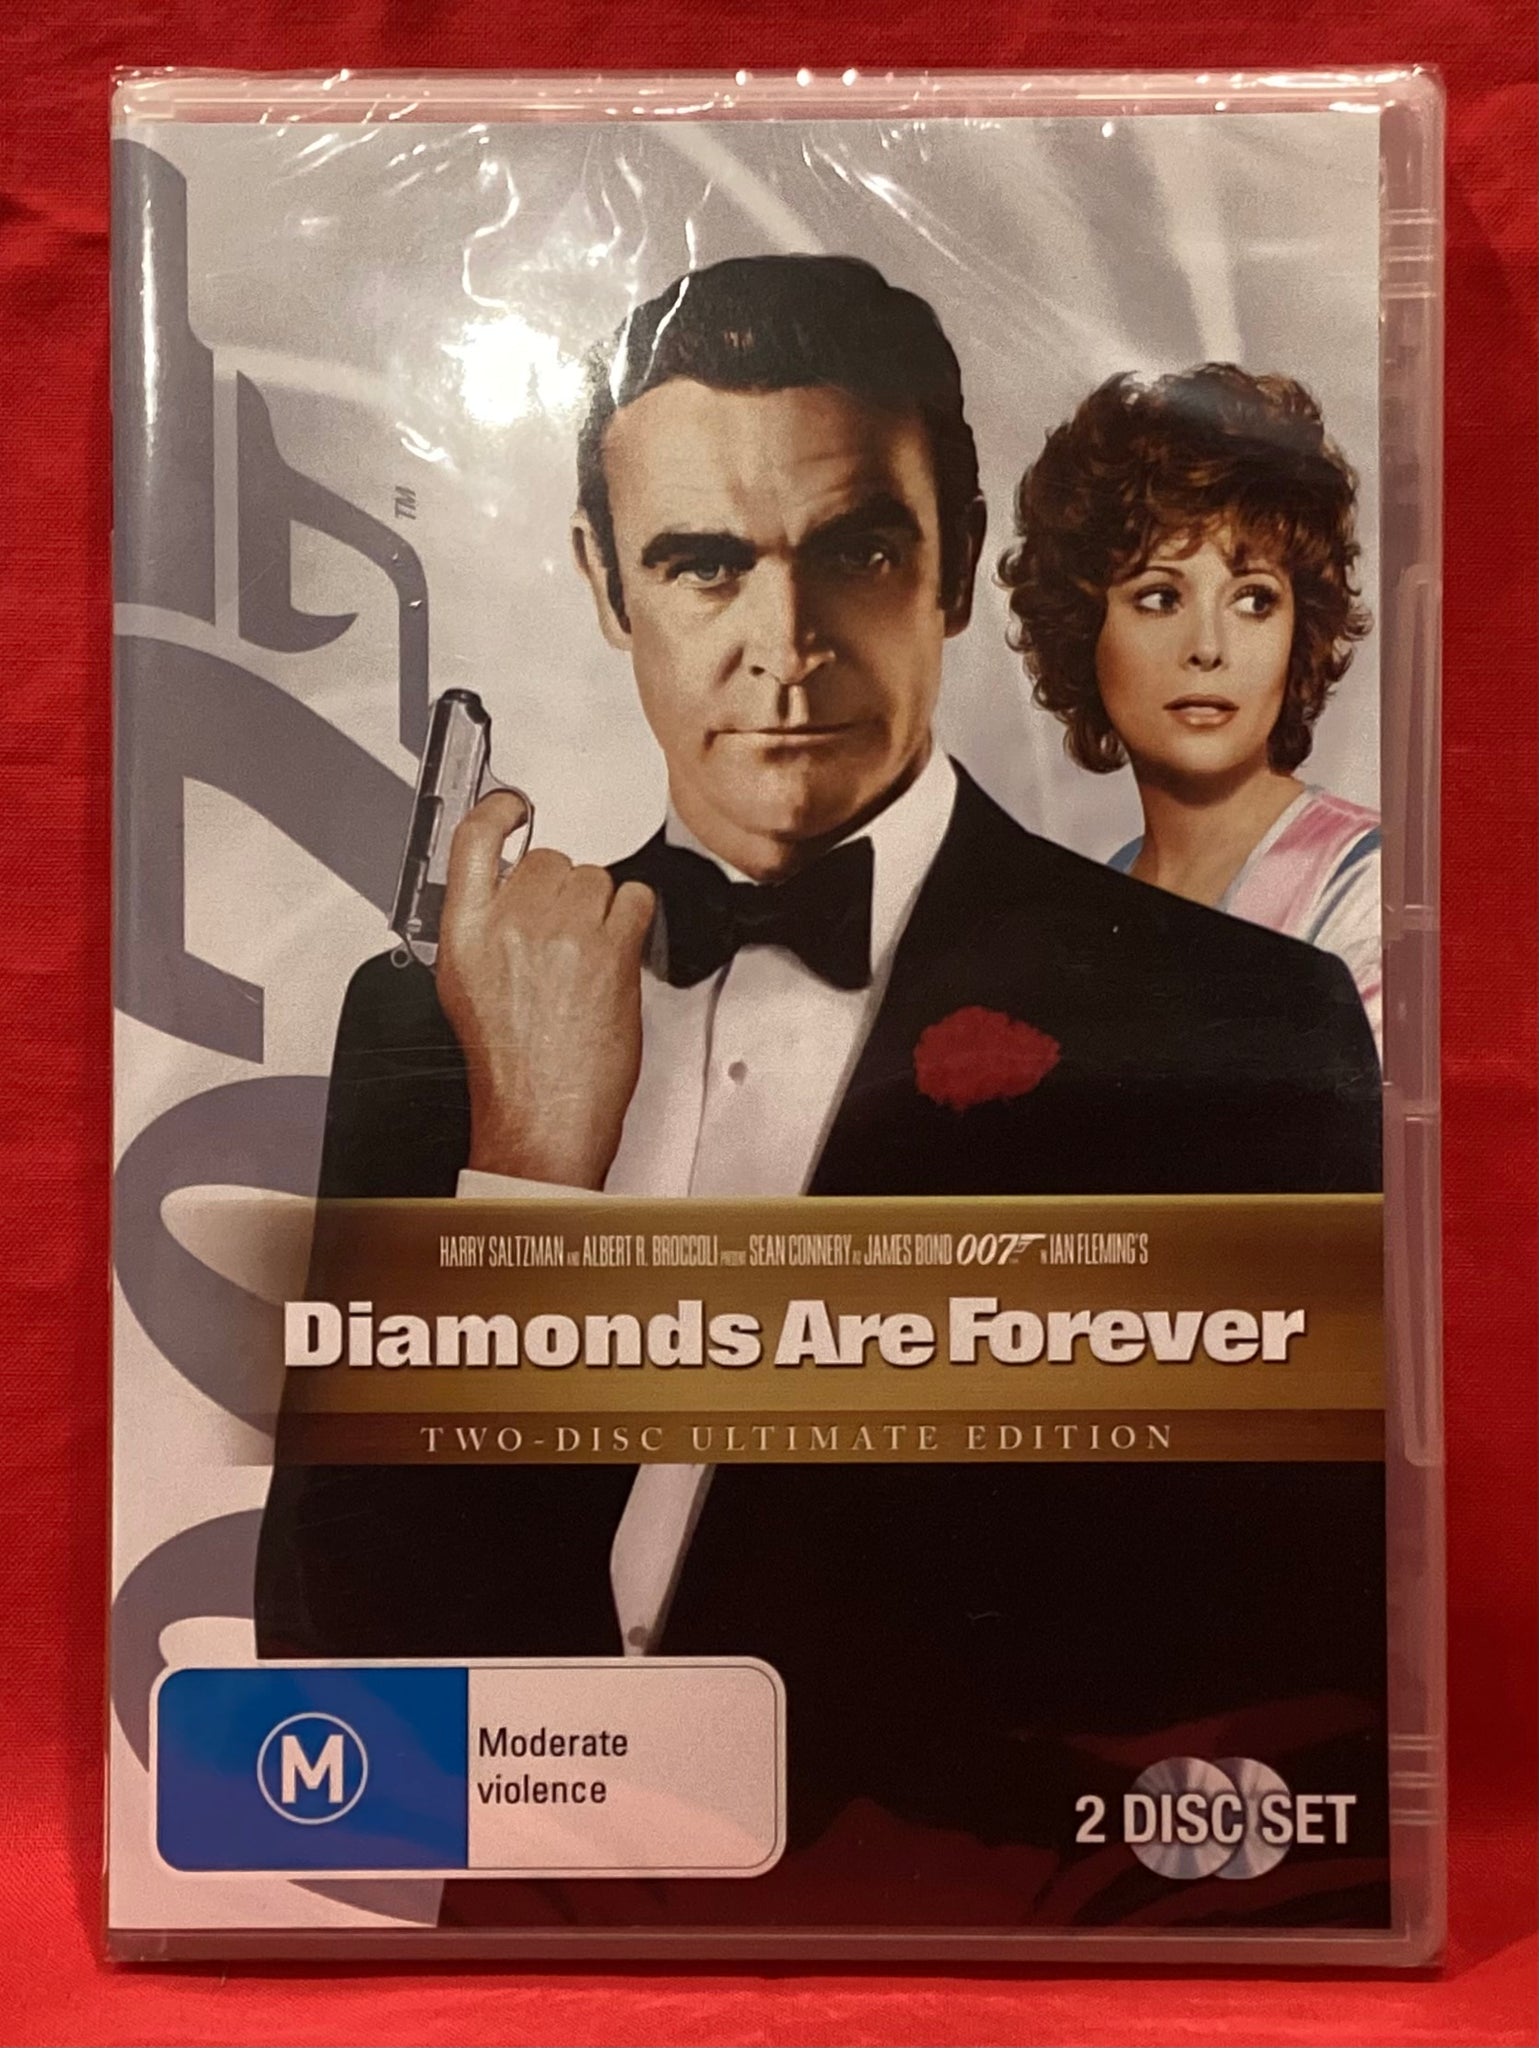 007
TM
HARRY SALTZMAN AND ALBERT R. BROCCOLI PRESENT SEAN CONNERY AS JAMES BOND 007 IN IAN FLEMING'S
Diamonds Are Forever
TWO-DISC ULTIMATE EDITION
M
Moderate
violence
2 DISC SET